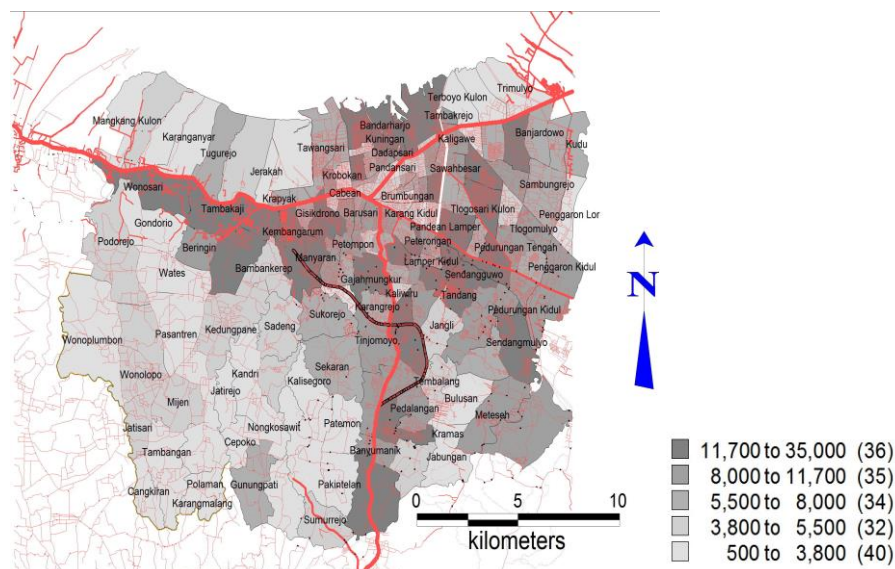 Trimulyo
Terboyo Kulon
Mangkang Kulon
Tambakrejo
Bandarharjo
Karanganyar
Kuningan
Kaligawe
Banjardowo
Tugurejo
Tawangsari
Dadapsari
Kudu
Jerakah
Krobokan
Pandansari
Sawahbesar
Wonosari
Krapyak
Cabean
Brumbungan
Sambungrejo
Tambakaji
Gisikdrono
Barusari
Karang Kidul
Tlogosari Kulon
Penggaron Lor
Gondorio
Kembangarum
Pandean Lamper
Tlogomulyo
Podorejo
Beringin
Petompon
Peterongan
Pedurungan Tengah
Wates
Bambankerep
Manyaran
Lamper Kidul
Sendangguwo
Penggaron Kidul
Gajahmungkur
Kaliwiru
Tandang
Karangrejo
Pedurungan Kidul
Sukorejo
Jangli
Wonoplumbon
Pasantren
Kedungpane
Sadeng
Tinjomoyo
Sendangmulyo
Wonolopo
Kandri
Sekaran
Tembalang
Mijen
Jatirejo
Kalisegoro
Bulusan
Pedalangan
Meteseh
Jatisari
Nongkosawit
Patemon
Kramas
Cepoko
Banyumanik
Jabungan
Tambangan
Cangkiran
Polaman
Gunungpati
Pakintelan
Karangmalang
Sumurrejo
N
0 5 10
kilometers
11,700 to 35,000 (36)
8,000 to 11,700 (35)
5,500 to 8,000 (34)
3,800 to 5,500 (32)
500 to 3,800 (40)